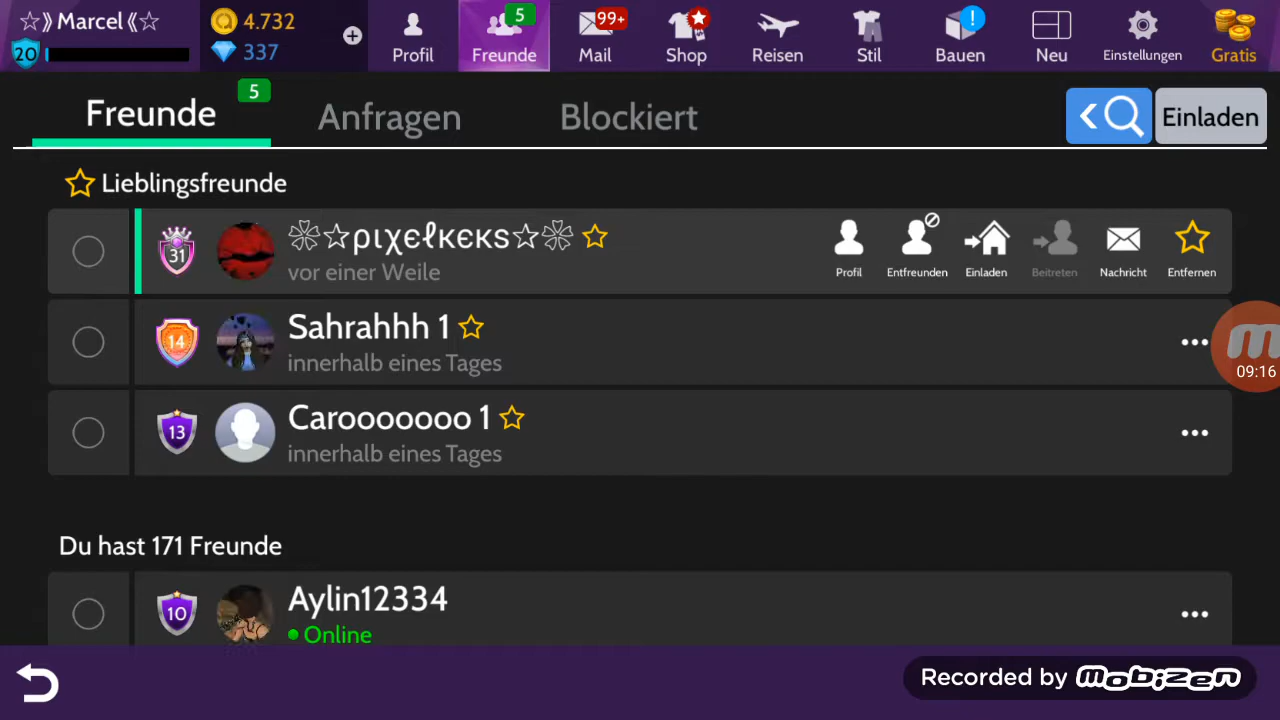 ☆》Marcel《☆
20
4.732
337
Profil
5
Freunde
99+
Mail
Shop
Reisen
Stil
!
Bauen
Neu
Einstellungen
Gratis
Freunde 5
Anfragen
Blockiert
Einladen
Lieblingsfreunde
31
❊☆ριχєℓκєκѕ☆❊
vor einer Weile
Profil
Entfreunden
Einladen
Beitreten
Nachricht
Entfernen
14
Sahrahhh 1
innerhalb eines Tages
09:16
13
Carooooooo 1
innerhalb eines Tages
Du hast 171 Freunde
10
Aylin12334
Online
Recorded by mobizen